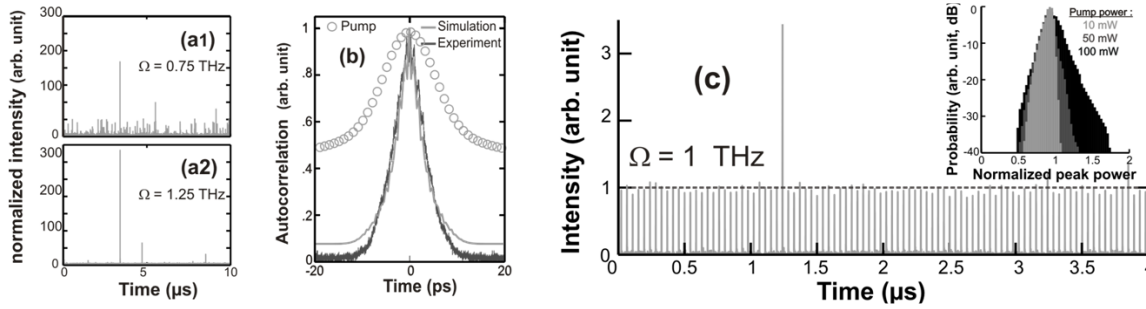 normalized intensity (arb. unit)
300
200
150
100
0
(a1)
Ω = 0.75 THz
300
200
100
0
(a2)
Ω = 1.25 THz
0 5 10
Time (µs)
Autocorrelation (arb. unit)
1
.8
.6
.4
.2
0
Pump
Simulation
Experiment
(b)
-20 -10 0 10 20
Time (ps)
Intensity (arb. unit)
3
2
1
0
(c)
Ω = 1 THz
0 0.5 1 1.5 2 2.5 3 3.5
Time (µs)
Probability (arb. unit, dB)
0
-10
-20
-30
-40
Pump power :
10 mW
50 mW
100 mW
0 0.5 1 1.5 2
Normalized peak power